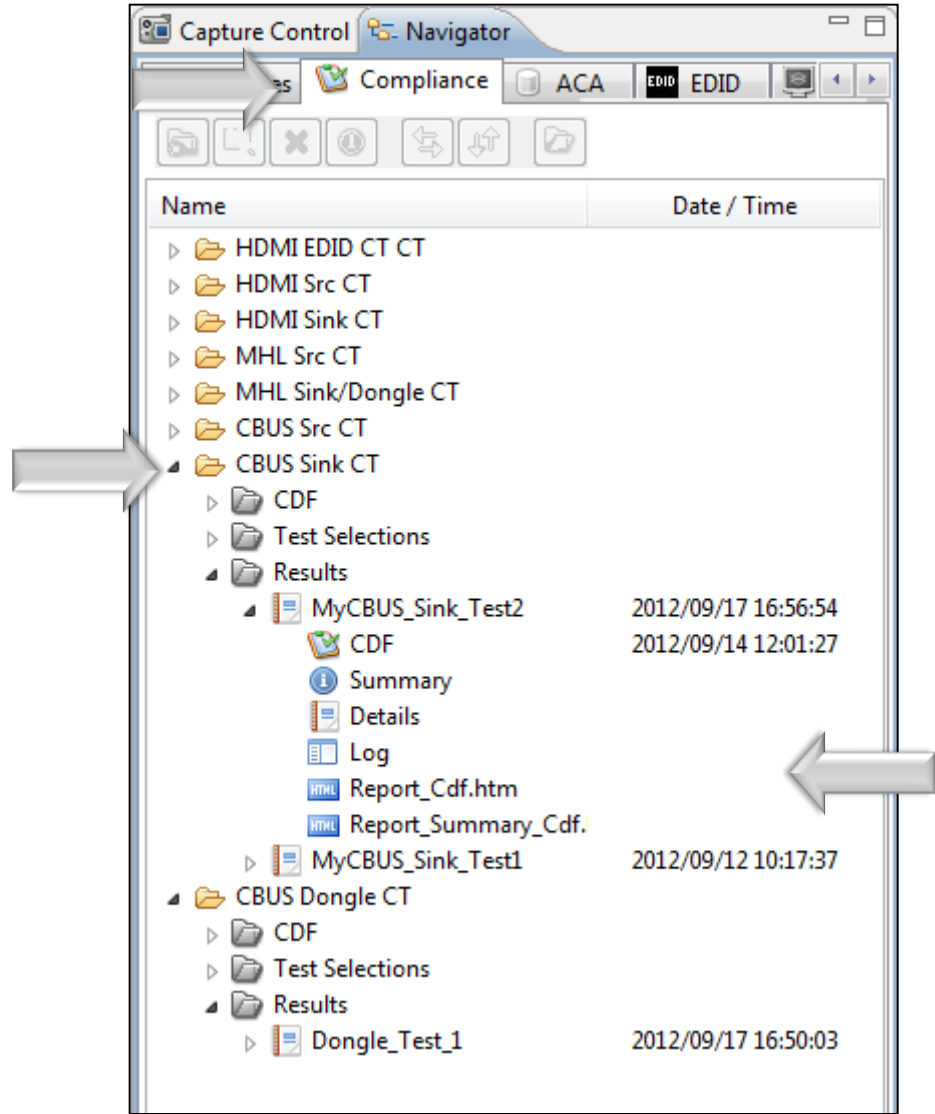 Capture Control Navigator
es Compliance ACA EDID EDID
Name Date / Time
HDMI EDID CT CT
HDMI Src CT
HDMI Sink CT
MHL Src CT
MHL Sink/Dongle CT
CBUS Src CT
CBUS Sink CT
CDF
Test Selections
Results
MyCBUS_Sink_Test2 2012/09/17 16:56:54
CDF 2012/09/14 12:01:27
Summary
Details
Log
HTML Report_Cdf.htm
HTML Report_Summary_Cdf.
MyCBUS_Sink_Test1 2012/09/12 10:17:37
CBUS Dongle CT
CDF
Test Selections
Results
Dongle_Test_1 2012/09/17 16:50:03